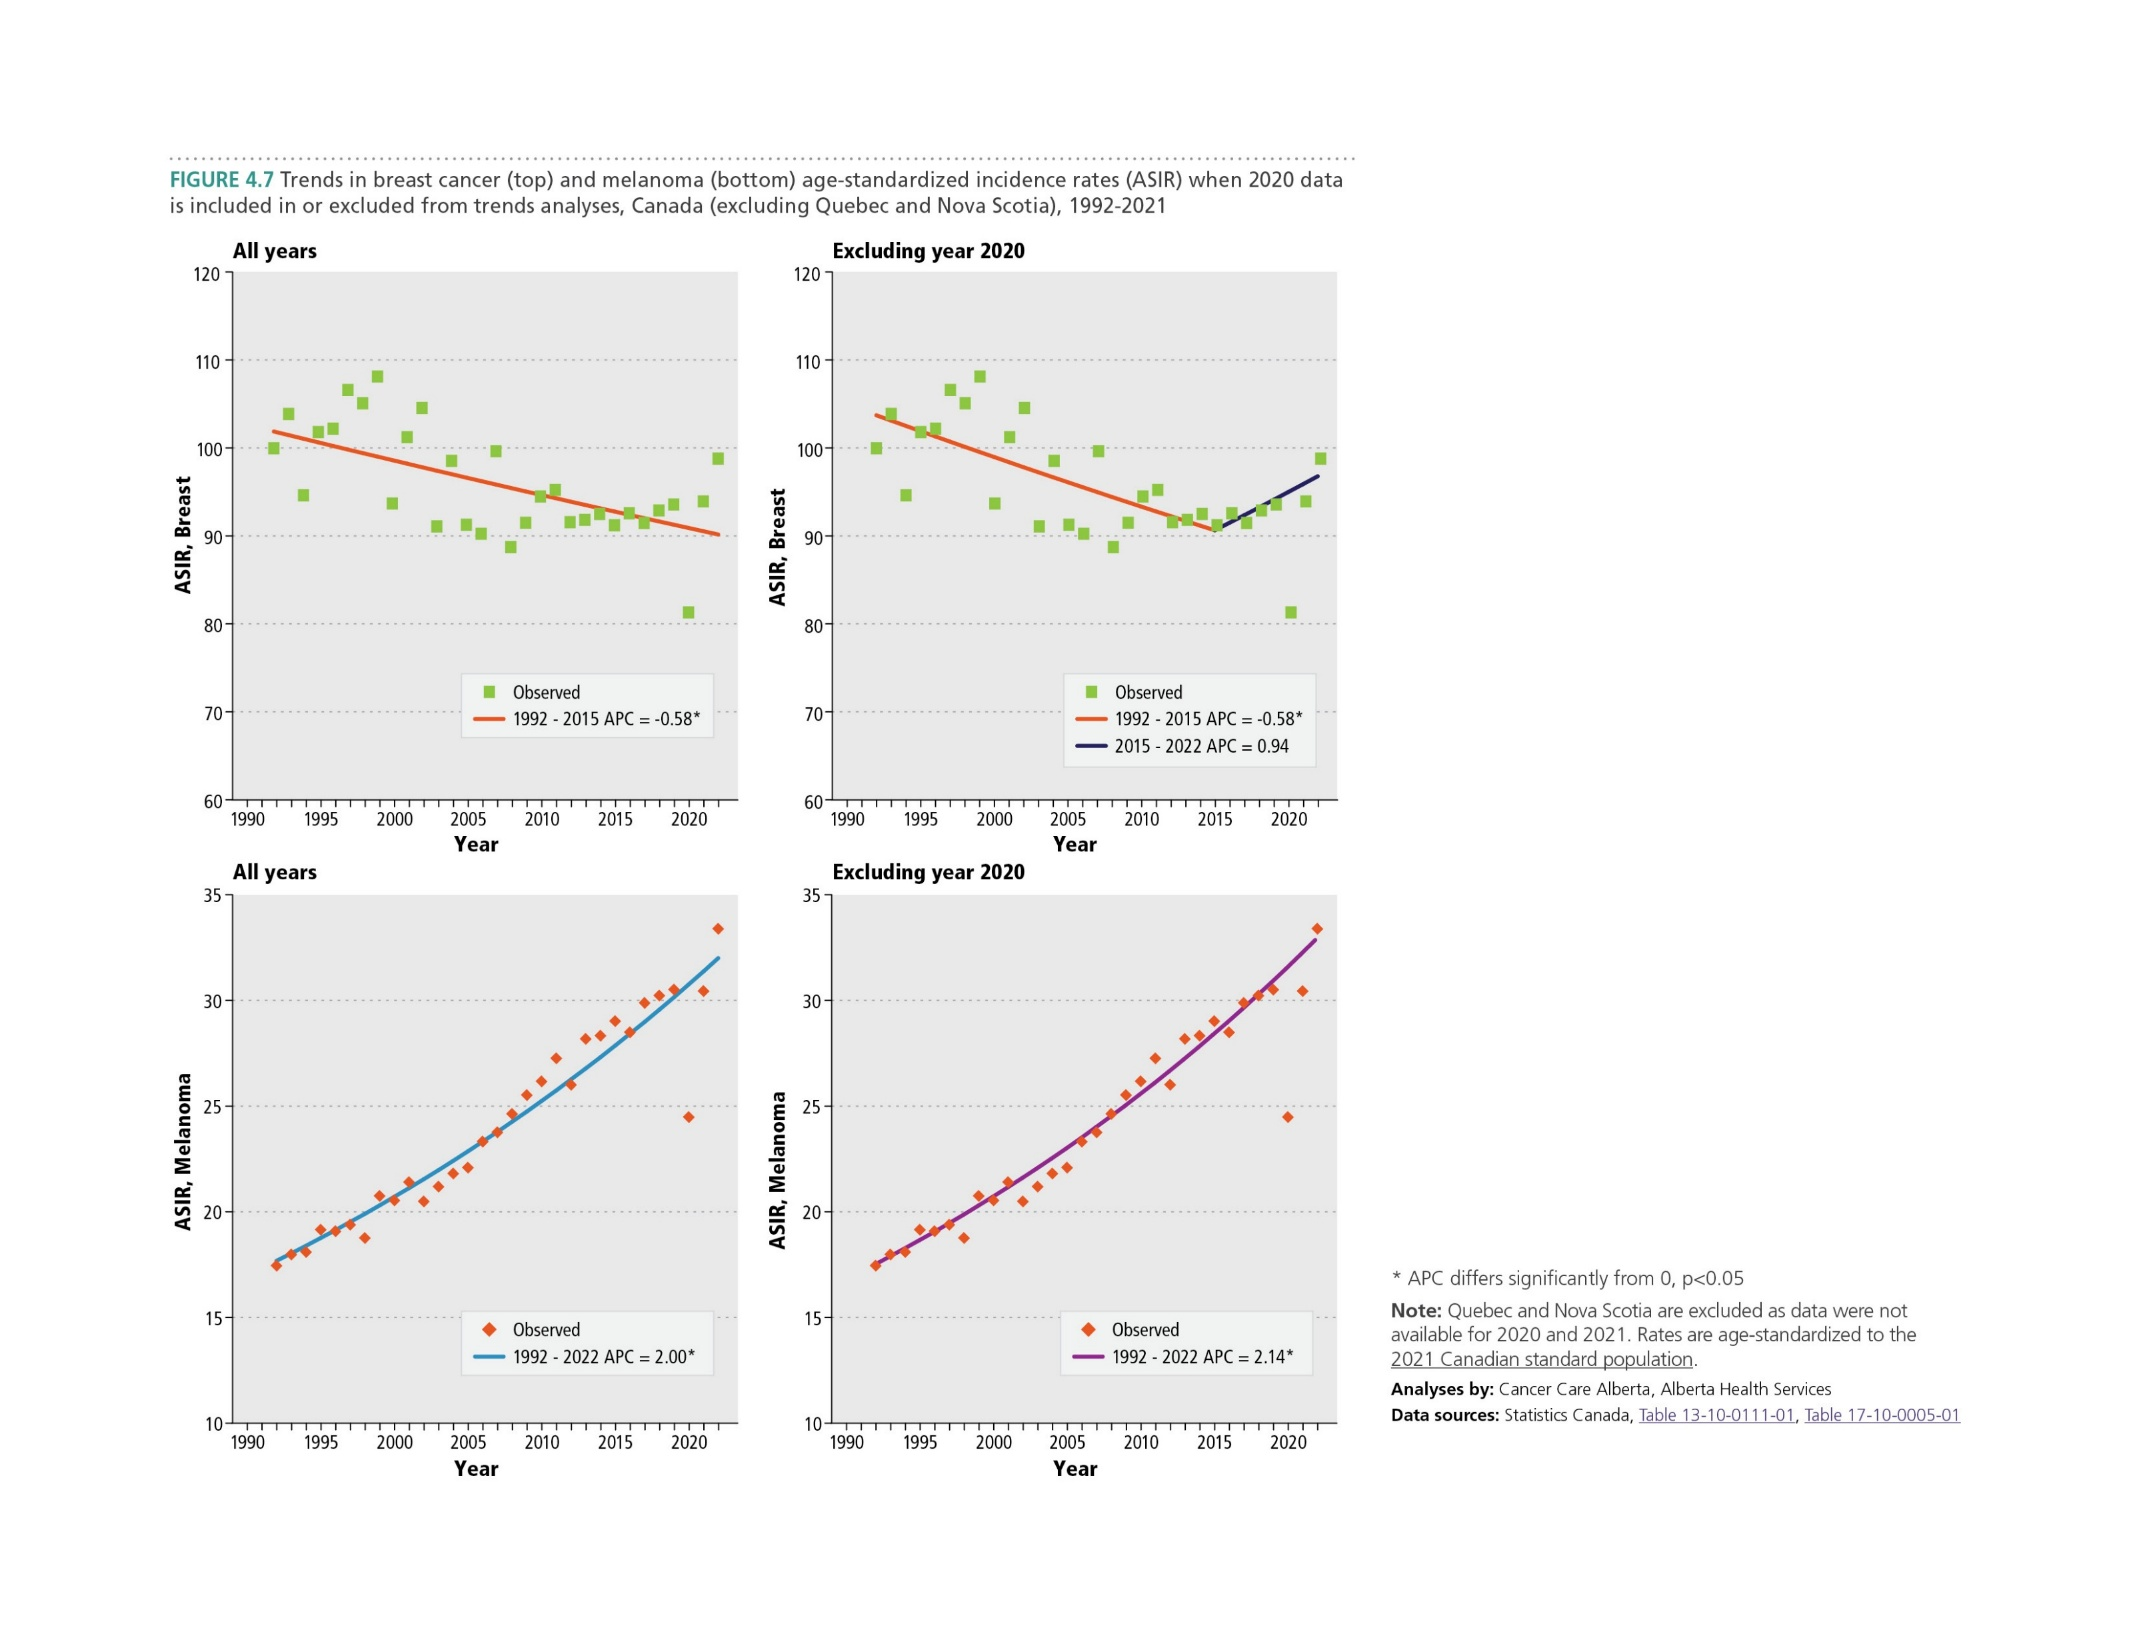 FIGURE 4.7 Trends in breast cancer (top) and melanoma (bottom) age-standardized incidence rates (ASIR) when 2020 data
is included in or excluded from trends analyses, Canada (excluding Quebec and Nova Scotia), 1992-2021
All years
120
110
100
90
80
70
60
ASIR, Breast
Observed
1992 - 2015 APC = -0.58*
1990 1995 2000 2005 2010 2015 2020
Year
Excluding year 2020
120
110
100
90
80
70
60
ASIR, Breast
Observed
1992 - 2015 APC = -0.58*
2015 - 2022 APC = 0.94
1990 1995 2000 2005 2010 2015 2020
Year
All years
35
30
25
20
15
10
ASIR, Melanoma
Observed
1992 - 2022 APC = 2.00*
1990 1995 2000 2005 2010 2015 2020
Year
Excluding year 2020
35
30
25
20
15
10
ASIR, Melanoma
Observed
1992 - 2022 APC = 2.14*
1990 1995 2000 2005 2010 2015 2020
Year
* APC differs significantly from 0, p<0.05
Note: Quebec and Nova Scotia are excluded as data were not
available for 2020 and 2021. Rates are age-standardized to the
2021 Canadian standard population.
Analyses by: Cancer Care Alberta, Alberta Health Services
Data sources: Statistics Canada, Table 13-10-0111-01, Table 17-10-0005-01